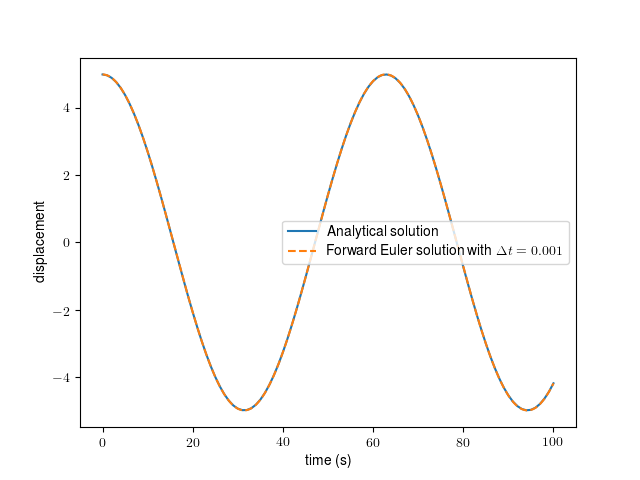 4
2
0
−2
−4
displacement
Analytical solution
Forward Euler solution with Δt = 0.001
0 20 40 60 80 100
time (s)